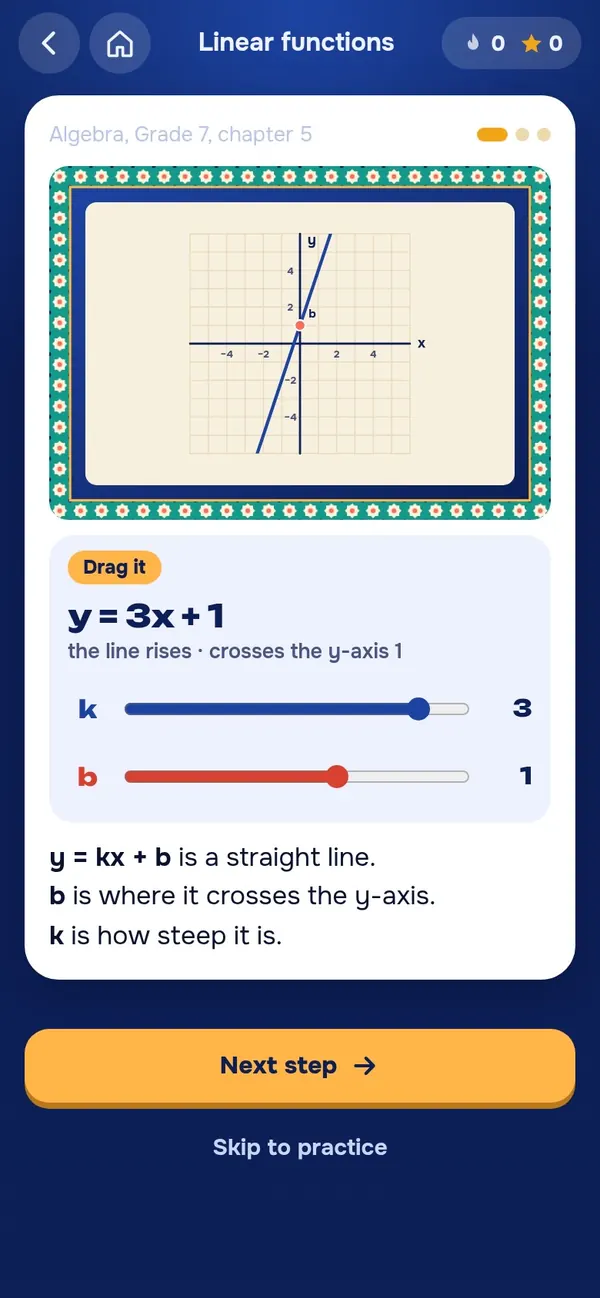 Linear functions
0 0
Algebra, Grade 7, chapter 5
y
4
2
b
x
−4 −2 2 4
−2
−4
Drag it
y = 3x + 1
the line rises · crosses the y-axis 1
k 3
b 1
y = kx + b is a straight line.
b is where it crosses the y-axis.
k is how steep it is.
Next step →
Skip to practice